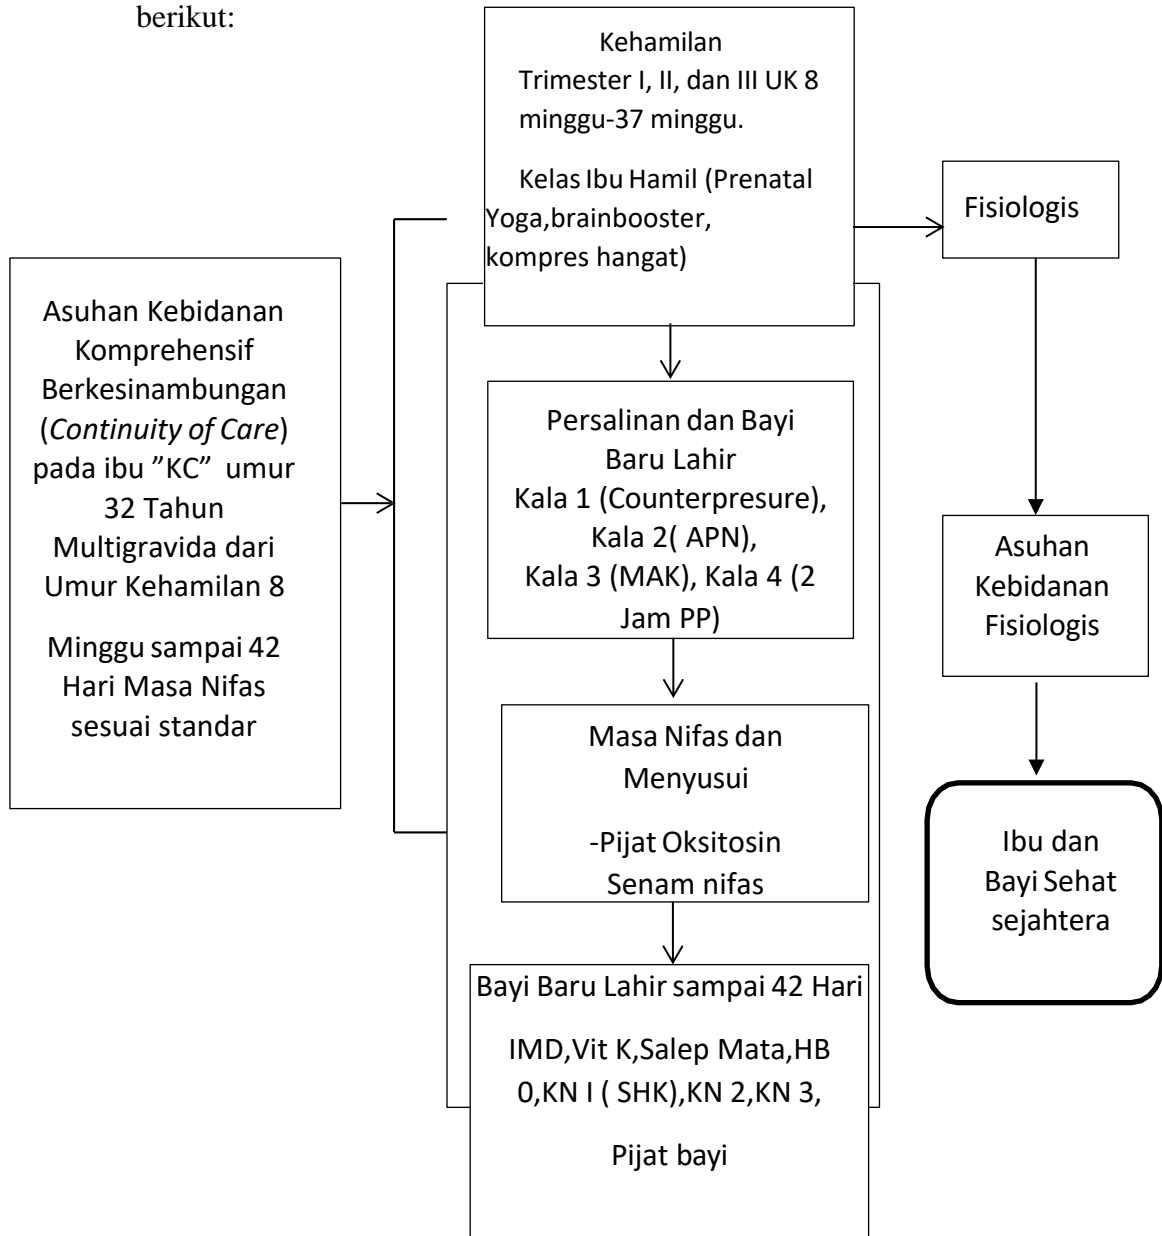 berikut:
Asuhan Kebidanan
Komprehensif
Berkesinambungan
(Continuity of Care)
pada ibu ”KC” umur
32 Tahun
Multigravida dari
Umur Kehamilan 8
Minggu sampai 42
Hari Masa Nifas
sesuai standar
Kehamilan
Trimester I, II, dan III UK 8
minggu-37 minggu.
Kelas Ibu Hamil (Prenatal
Yoga,brainbooster,
kompres hangat)
Persalinan dan Bayi
Baru Lahir
Kala 1 (Counterpresure),
Kala 2( APN),
Kala 3 (MAK), Kala 4 (2
Jam PP)
Masa Nifas dan
Menyusui
-Pijat Oksitosin
Senam nifas
Bayi Baru Lahir sampai 42 Hari
IMD,Vit K,Salep Mata,HB
0,KN I ( SHK),KN 2,KN 3,
Pijat bayi
Fisiologis
Asuhan
Kebidanan
Fisiologis
Ibu dan
Bayi Sehat
sejahtera